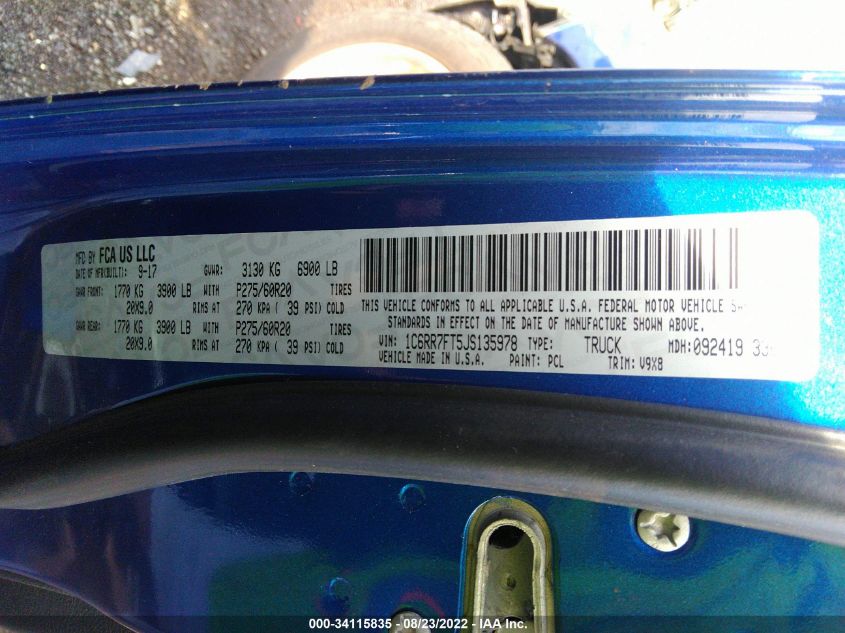 MFD BY FCA US LLC
DATE OF MFR(BUILT): 9-17 GVWR: 3130 KG 6900 LB
GAWR FRONT: 1770 KG 3900 LB WITH P275/60R20 TIRES
20X9.0 RIMS AT 270 KPA ( 39 PSI) COLD
GAWR REAR: 1770 KG 3900 LB WITH P275/60R20 TIRES
20X9.0 RIMS AT 270 KPA ( 39 PSI) COLD
THIS VEHICLE CONFORMS TO ALL APPLICABLE U.S.A. FEDERAL MOTOR VEHICLE
STANDARDS IN EFFECT ON THE DATE OF MANUFACTURE SHOWN ABOVE.
VIN: 1C6RR7FT5JS135978 TYPE: TRUCK MDH:092419
VEHICLE MADE IN U.S.A. PAINT: PCL TRIM: V9X8
000-34115835 - 08/23/2022 - IAA Inc.